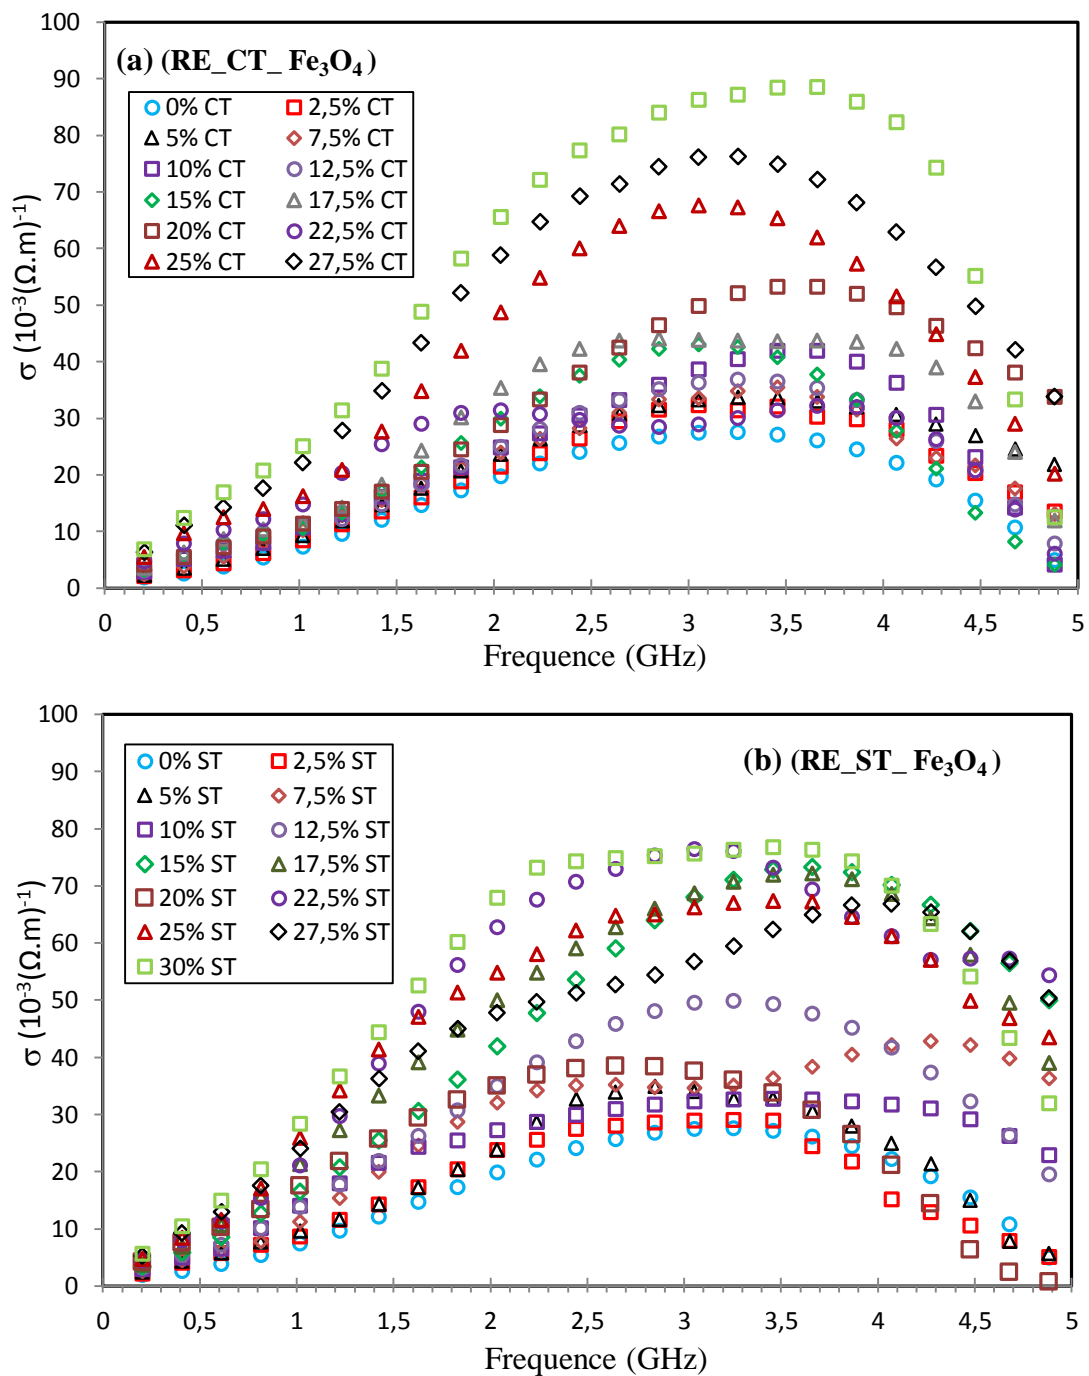 100
90
80
70
60
50
40
30
20
10
0
σ (10⁻³(Ω.m)⁻¹)
(a) (RE_CT_ Fe₃O₄)
0% CT 2,5% CT
5% CT 7,5% CT
10% CT 12,5% CT
15% CT 17,5% CT
20% CT 22,5% CT
25% CT 27,5% CT
0 0,5 1 1,5 2 2,5 3 3,5 4 4,5 5
Frequence (GHz)
100
90
80
70
60
50
40
30
20
10
0
σ (10⁻³(Ω.m)⁻¹)
(b) (RE_ST_ Fe₃O₄)
0% ST 2,5% ST
5% ST 7,5% ST
10% ST 12,5% ST
15% ST 17,5% ST
20% ST 22,5% ST
25% ST 27,5% ST
30% ST
0 0,5 1 1,5 2 2,5 3 3,5 4 4,5 5
Frequence (GHz)